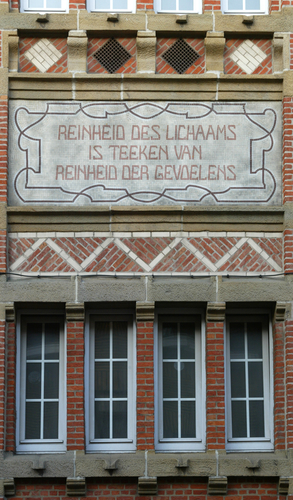 REINHEID DES LICHAAMS
IS TEEKEN VAN
REINHEID DER GEVOELENS